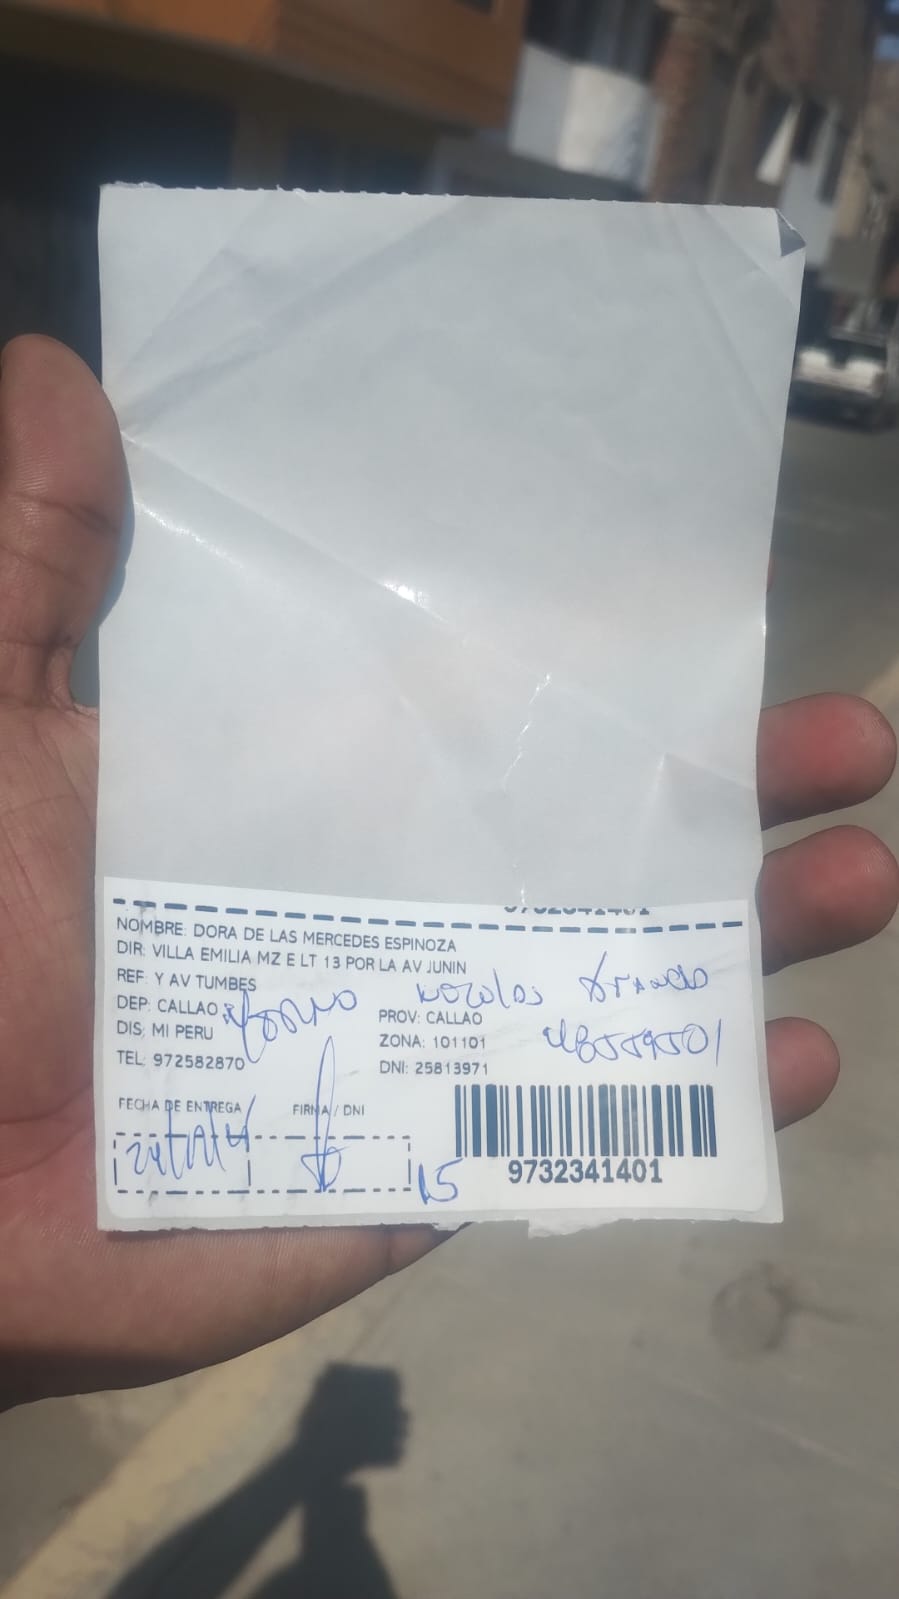 NOMBRE: DORA DE LAS MERCEDES ESPINOZA
DIR: VILLA EMILIA MZ E LT 13 POR LA AV JUNIN
REF: Y AV TUMBES
DEP: CALLAO
PROV: CALLAO
DIS: MI PERU
ZONA: 101101
TEL: 972582870
DNI: 25813971
FECHA DE ENTREGA
FIRMA / DNI
15
9732341401